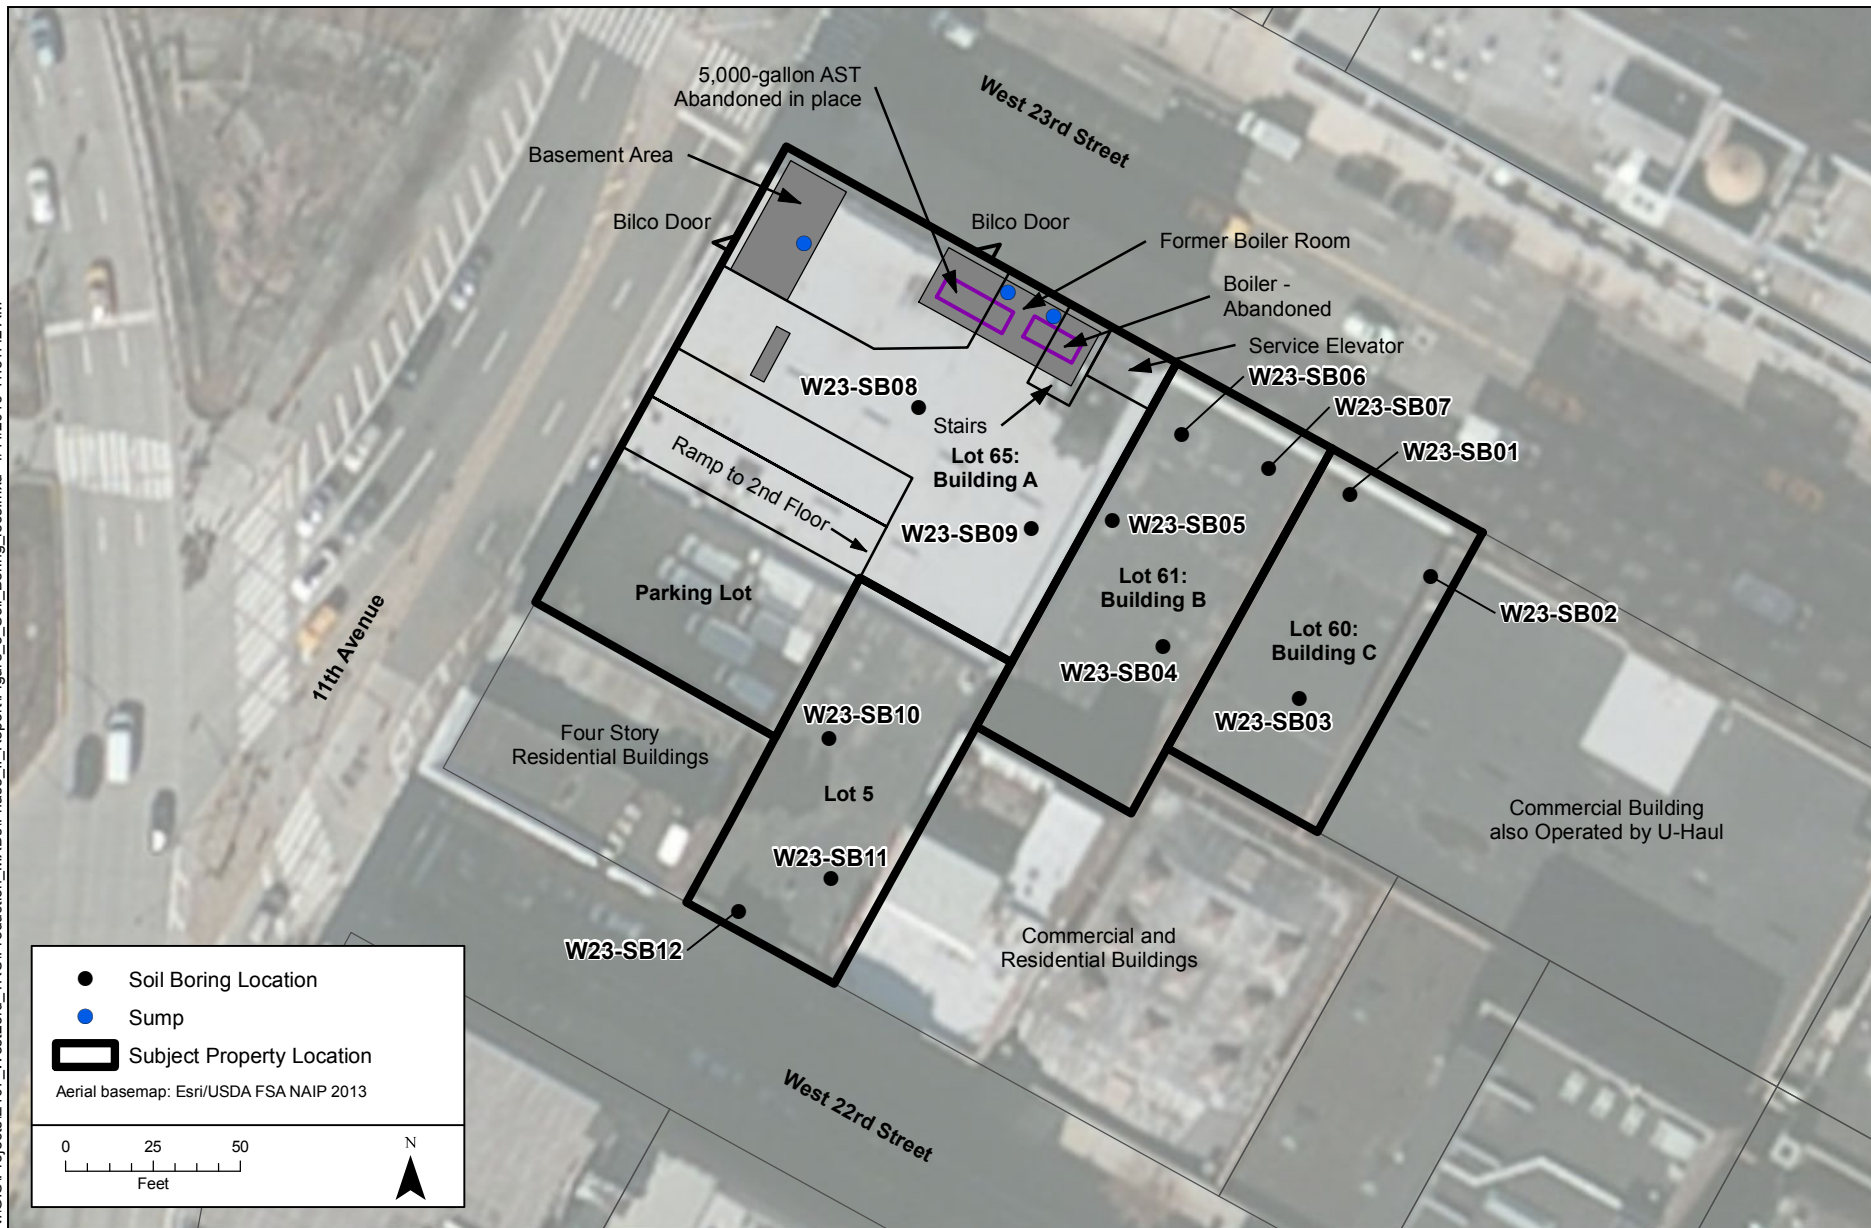 5,000-gallon AST
Abandoned in place
West 23rd Street
Basement Area
Bilco Door
Bilco Door
Former Boiler Room
Boiler -
Abandoned
Service Elevator
W23-SB06
W23-SB07
W23-SB01
W23-SB08
Stairs
Lot 65:
Building A
Ramp to 2nd Floor
W23-SB09
W23-SB05
Lot 61:
Building B
Parking Lot
W23-SB02
Lot 60:
Building C
W23-SB04
W23-SB03
11th Avenue
W23-SB10
Four Story
Residential Buildings
Lot 5
Commercial Building
also Operated by U-Haul
W23-SB11
W23-SB12
Commercial and
Residential Buildings
West 22rd Street
Soil Boring Location
Sump
Subject Property Location
Aerial basemap: Esri/USDA FSA NAIP 2013
0 25 50
Feet
N